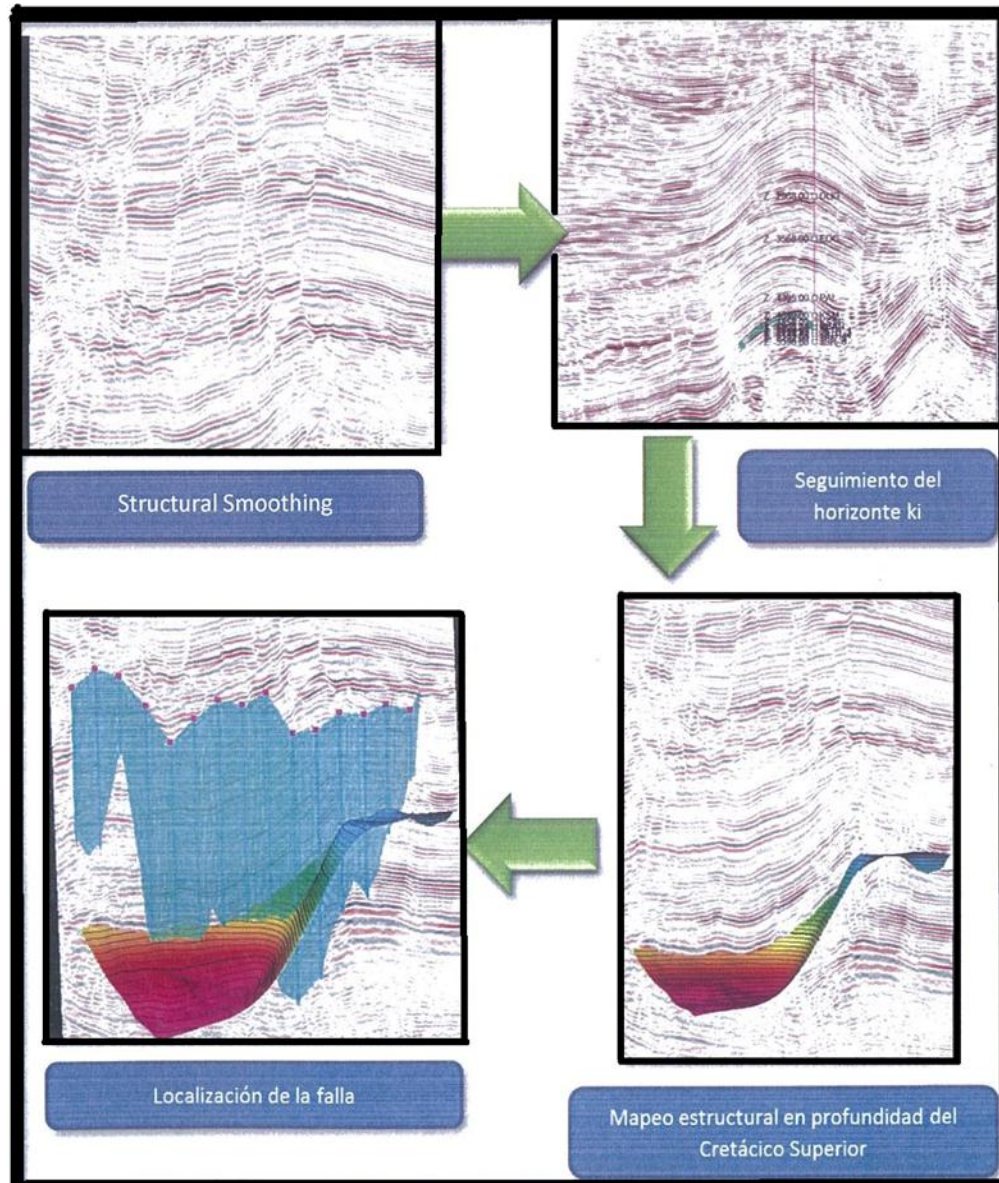 Structural Smoothing
Seguimiento del
horizonte ki
Localización de la falla
Mapeo estructural en profundidad del
Cretácico Superior